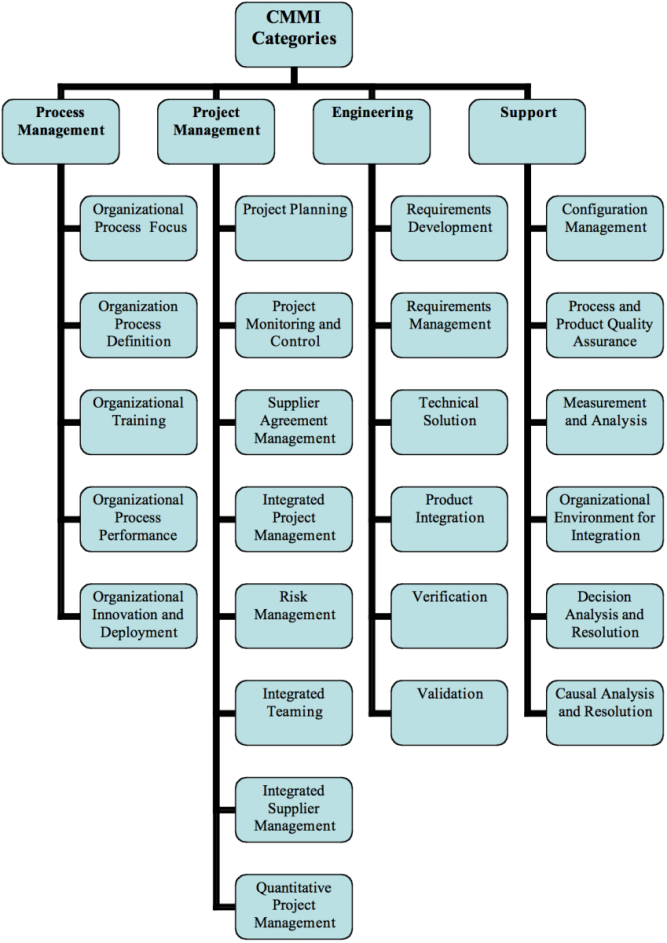 CMMI
Categories
Process
Management
Project
Management
Engineering
Support
Organizational
Process Focus
Organization
Process
Definition
Organizational
Training
Organizational
Process
Performance
Organizational
Innovation and
Deployment
Project Planning
Project
Monitoring and
Control
Supplier
Agreement
Management
Integrated
Project
Management
Risk
Management
Integrated
Teaming
Integrated
Supplier
Management
Quantitative
Project
Management
Requirements
Development
Requirements
Management
Technical
Solution
Product
Integration
Verification
Validation
Configuration
Management
Process and
Product Quality
Assurance
Measurement
and Analysis
Organizational
Environment for
Integration
Decision
Analysis and
Resolution
Causal Analysis
and Resolution